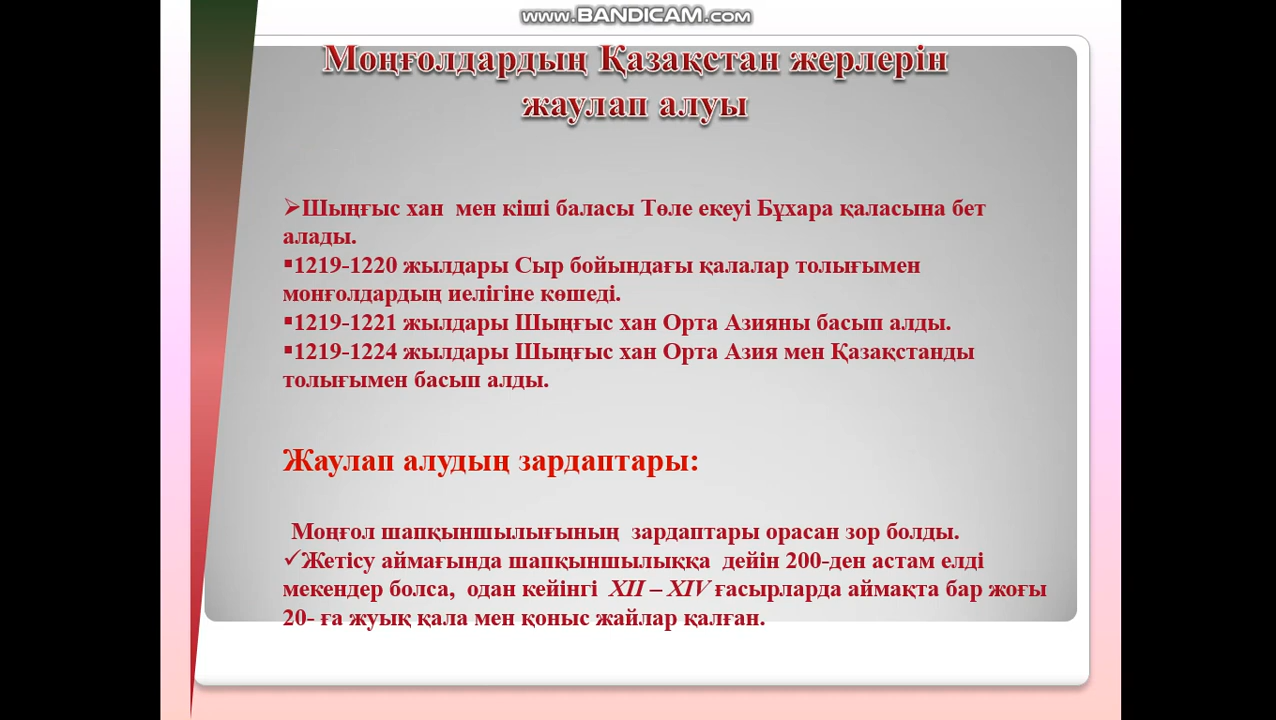 www.BANDICAM.com
Моңғолдардың Қазақстан жерлерін
жаулап алуы
➢Шыңғыс хан мен кіші баласы Төле екеуі Бұхара қаласына бет
алады.
▪1219-1220 жылдары Сыр бойындағы қалалар толығымен
монғолдардың иелігіне көшеді.
▪1219-1221 жылдары Шыңғыс хан Орта Азияны басып алды.
▪1219-1224 жылдары Шыңғыс хан Орта Азия мен Қазақстанды
толығымен басып алды.
Жаулап алудың зардаптары:
Моңғол шапқыншылығының зардаптары орасан зор болды.
✓Жетісу аймағында шапқыншылыққа дейін 200-ден астам елді
мекендер болса, одан кейінгі XII – XIV ғасырларда аймақта бар жоғы
20- ға жуық қала мен қоныс жайлар қалған.